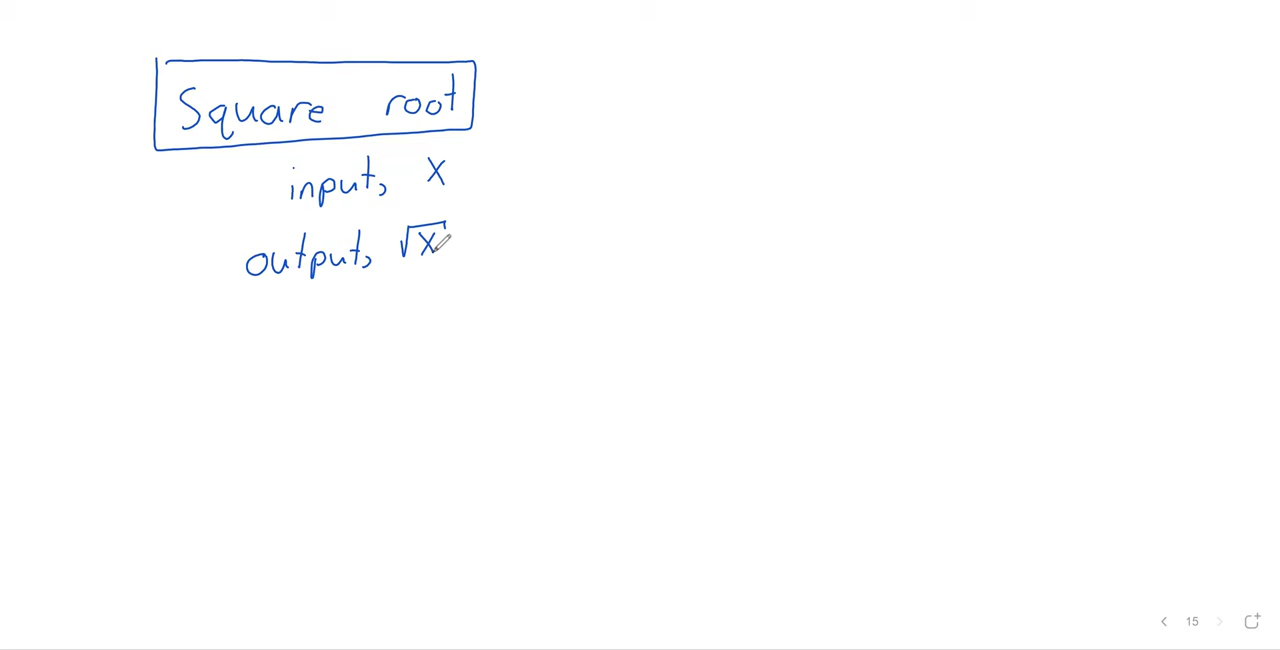 Square root
input, x
output, √x
15